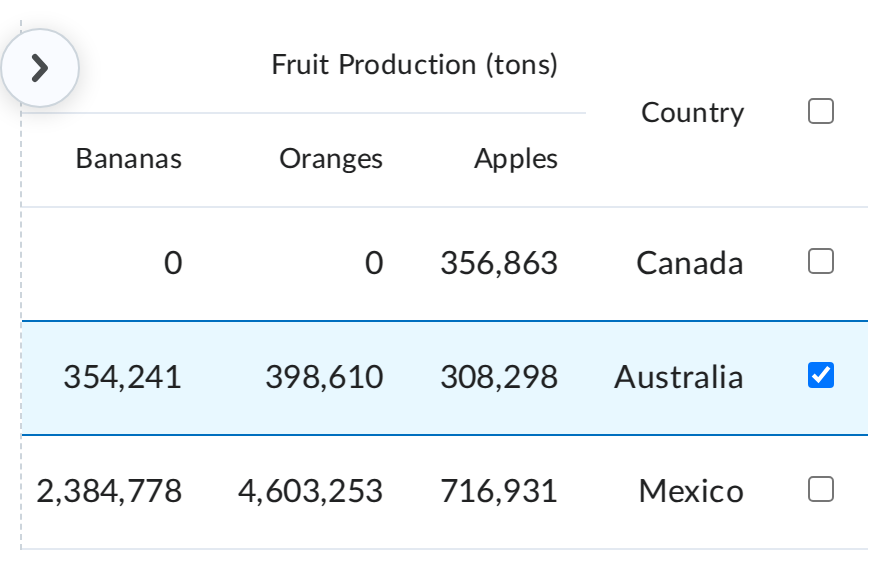 Fruit Production (tons)
Country
Bananas Oranges Apples
0 0 356,863 Canada
354,241 398,610 308,298 Australia
2,384,778 4,603,253 716,931 Mexico